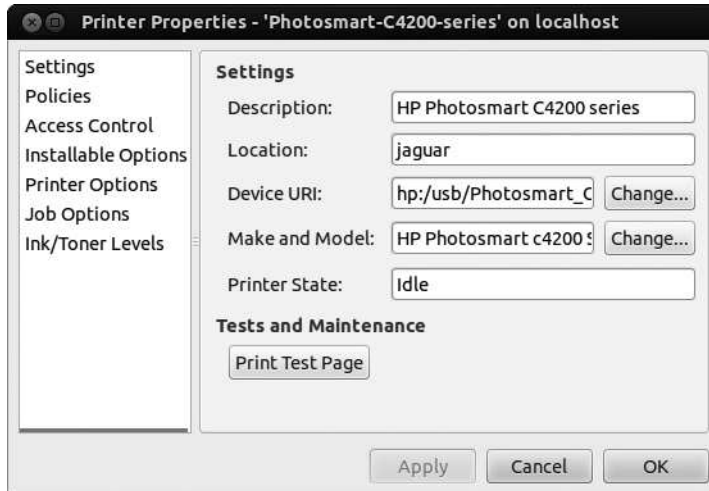 Printer Properties - 'Photosmart-C4200-series' on localhost
Settings
Policies
Access Control
Installable Options
Printer Options
Job Options
Ink/Toner Levels
Settings
Description: HP Photosmart C4200 series
Location: jaguar
Device URI: hp:/usb/Photosmart_C Change...
Make and Model: HP Photosmart c4200 S Change...
Printer State: Idle
Tests and Maintenance
Print Test Page
Apply Cancel OK